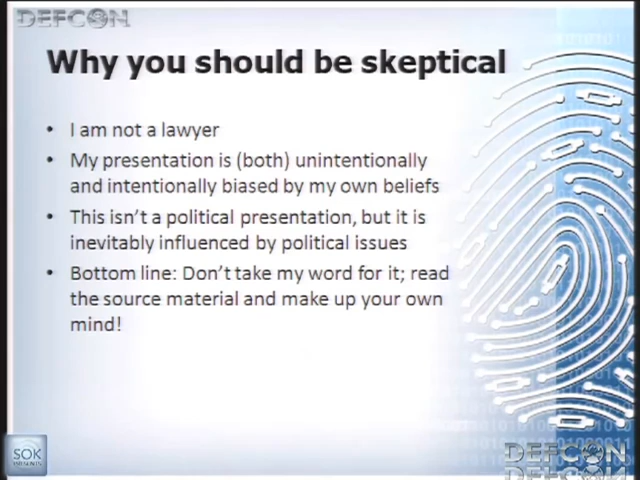 DEFCON
Why you should be skeptical
• I am not a lawyer
• My presentation is (both) unintentionally
and intentionally biased by my own beliefs
• This isn't a political presentation, but it is
inevitably influenced by political issues
• Bottom line: Don't take my word for it; read
the source material and make up your own
mind!
SOK
DEFCON